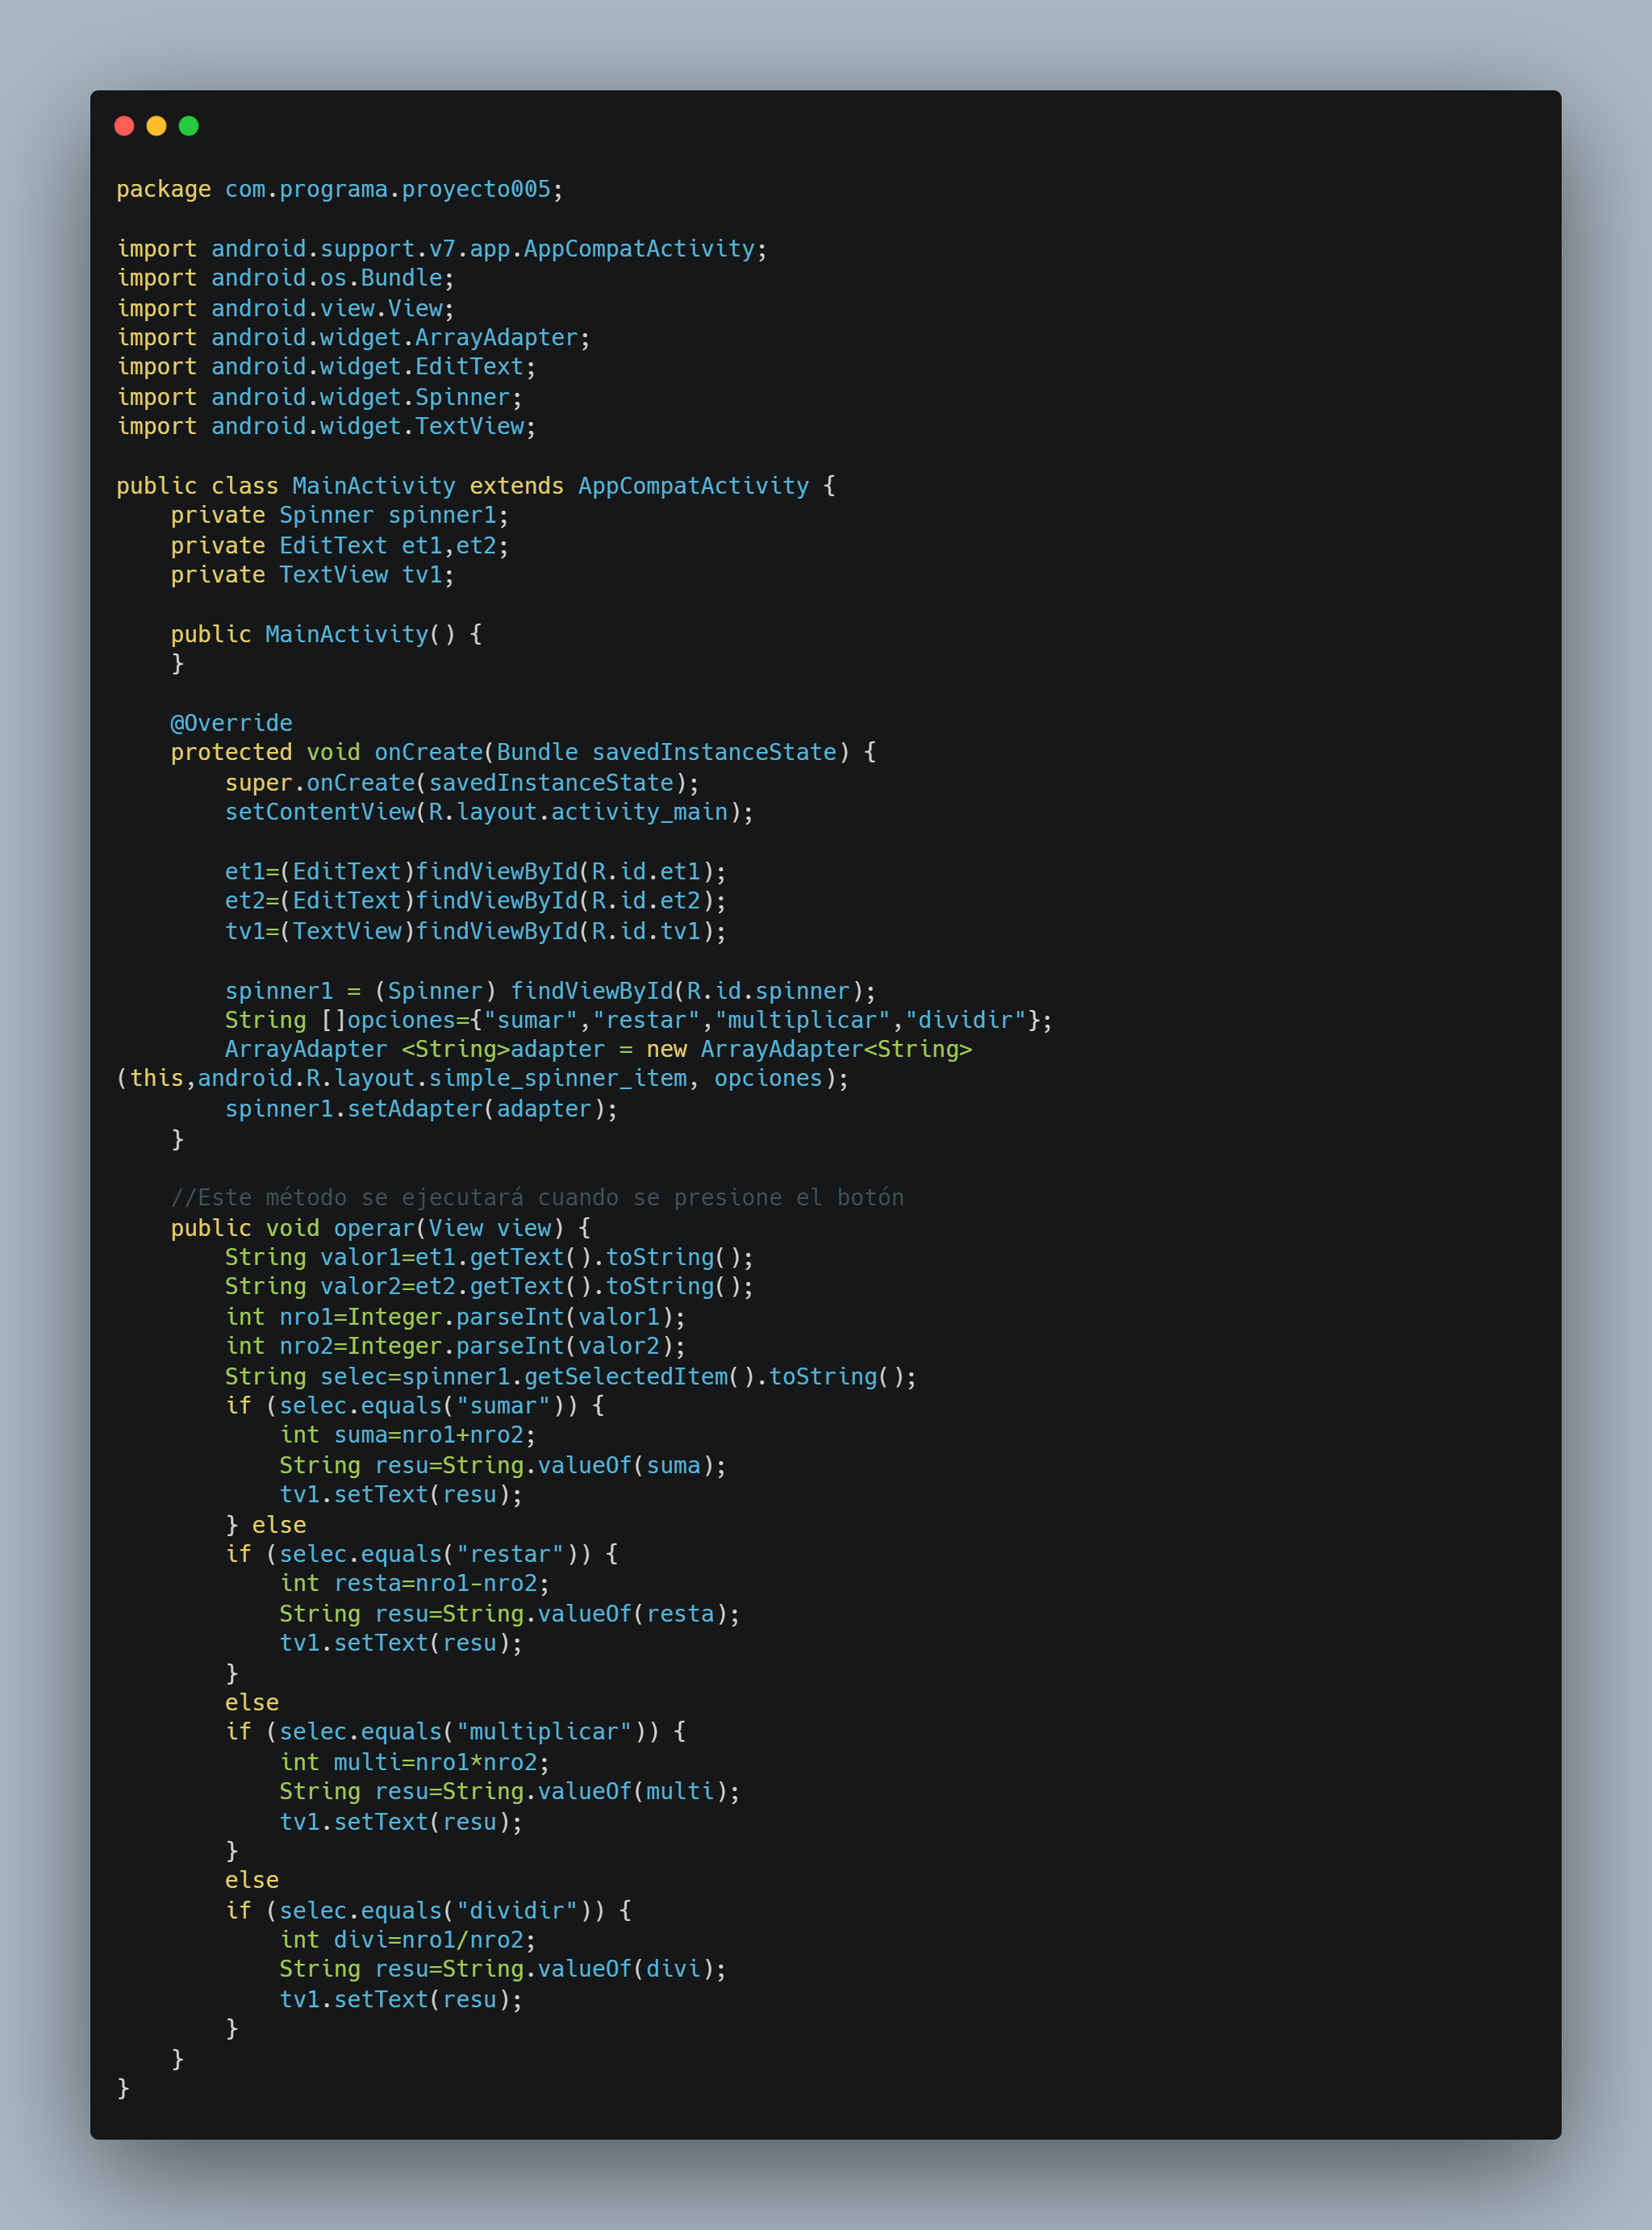 package com.programa.proyecto005;

import android.support.v7.app.AppCompatActivity;
import android.os.Bundle;
import android.view.View;
import android.widget.ArrayAdapter;
import android.widget.EditText;
import android.widget.Spinner;
import android.widget.TextView;

public class MainActivity extends AppCompatActivity {
    private Spinner spinner1;
    private EditText et1,et2;
    private TextView tv1;

    public MainActivity() {
    }

    @Override
    protected void onCreate(Bundle savedInstanceState) {
        super.onCreate(savedInstanceState);
        setContentView(R.layout.activity_main);

        et1=(EditText)findViewById(R.id.et1);
        et2=(EditText)findViewById(R.id.et2);
        tv1=(TextView)findViewById(R.id.tv1);

        spinner1 = (Spinner) findViewById(R.id.spinner);
        String []opciones={"sumar","restar","multiplicar","dividir"};
        ArrayAdapter <String>adapter = new ArrayAdapter<String>
(this,android.R.layout.simple_spinner_item, opciones);
        spinner1.setAdapter(adapter);
    }

    //Este método se ejecutará cuando se presione el botón
    public void operar(View view) {
        String valor1=et1.getText().toString();
        String valor2=et2.getText().toString();
        int nro1=Integer.parseInt(valor1);
        int nro2=Integer.parseInt(valor2);
        String selec=spinner1.getSelectedItem().toString();
        if (selec.equals("sumar")) {
            int suma=nro1+nro2;
            String resu=String.valueOf(suma);
            tv1.setText(resu);
        } else
        if (selec.equals("restar")) {
            int resta=nro1-nro2;
            String resu=String.valueOf(resta);
            tv1.setText(resu);
        }
        else
        if (selec.equals("multiplicar")) {
            int multi=nro1*nro2;
            String resu=String.valueOf(multi);
            tv1.setText(resu);
        }
        else
        if (selec.equals("dividir")) {
            int divi=nro1/nro2;
            String resu=String.valueOf(divi);
            tv1.setText(resu);
        }
    }
}